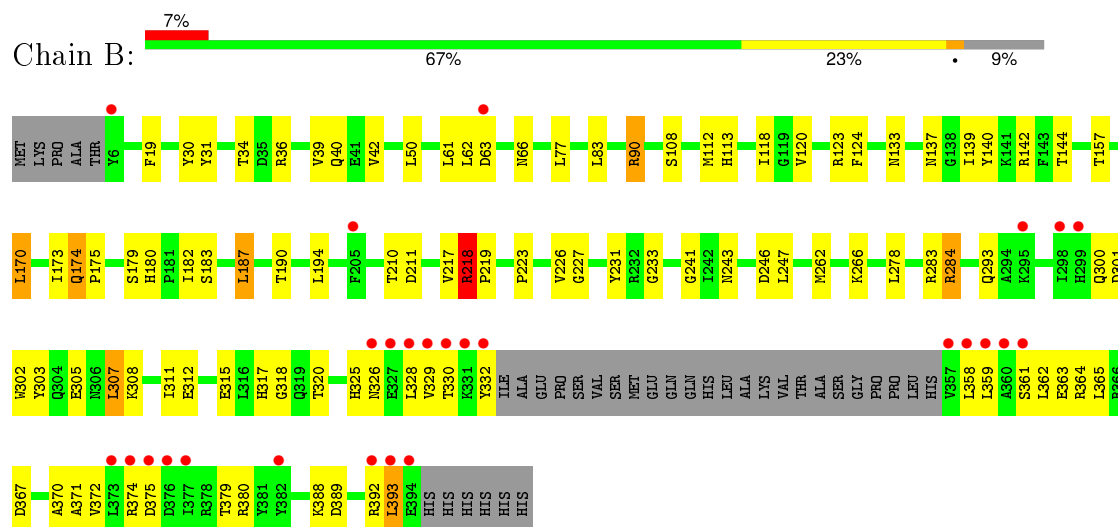 7%
Chain B:
67% 23% • 9%
MET LYS PRO ALA THR Y6 F19 Y30 Y31 T34 D35 R36 V39 Q40 E41 V42 L50 L61 L62 D63 N66 L77 L83 R90 S108 M112 H113 I118 G119 V120 R123 F124 N133 N137 G138 I139 Y140 K141 R142 F143 T144 T157
L170 I173 Q174 P175 S179 H180 P181 I182 S183 L187 T190 L194 F205 T210 D211 V217 R218 P219 P223 V226 G227 Y231 R232 G233 G241 I242 N243 D246 L247 M262 K266 L278 R283 R284 Q293 A294 K295 I298 H299 Q300
W302 Y303 Q304 E305 N306 L307 K308 I311 E312 E315 L316 H317 G318 Q319 T320 H325 N326 E327 L328 V329 T330 K331 Y332 ILE ALA GLU PRO SER VAL SER MET GLU GLN GLN HIS LEU ALA LYS VAL THR ALA SER GLY PRO PRO LEU HIS V357 L358 L359 A360 S361 L362 E363 R364 L365
D367 A370 A371 V372 L373 R374 D375 D376 I377 R378 T379 R380 Y381 Y382 K388 D389 R392 L393 E394 HIS HIS HIS HIS HIS HIS